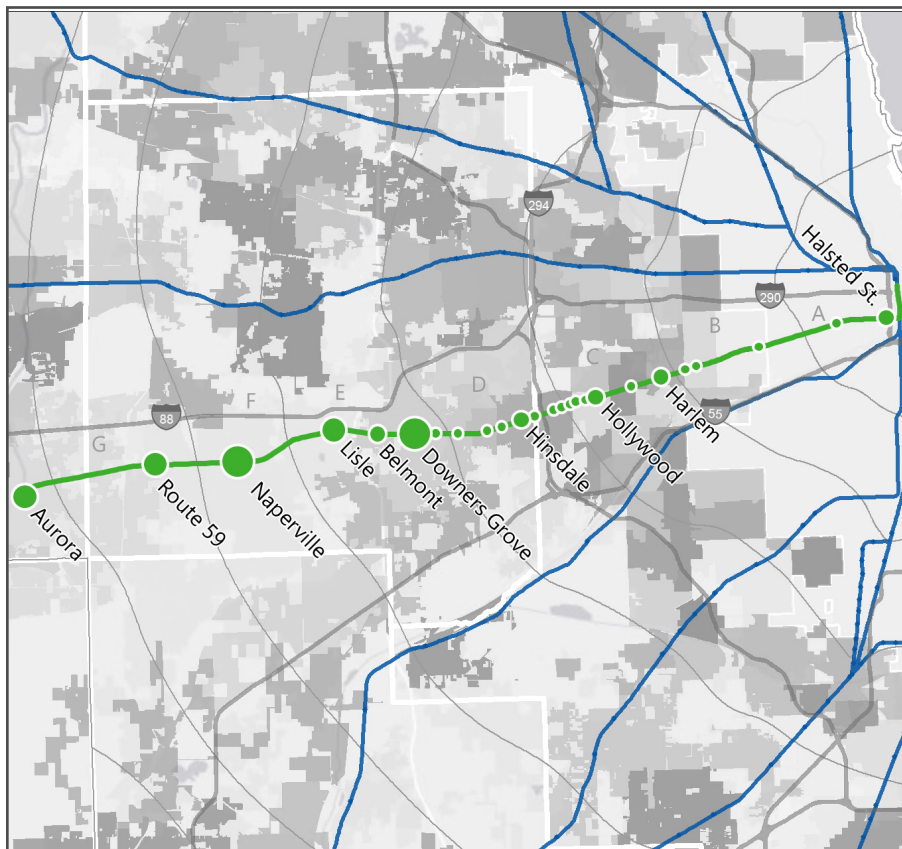 294
Halsted St.
290
A
B
C
D
E
F
G
88
55
Harlem
Hollywood
Hinsdale
Downers Grove
Belmont
Lisle
Naperville
Route 59
Aurora